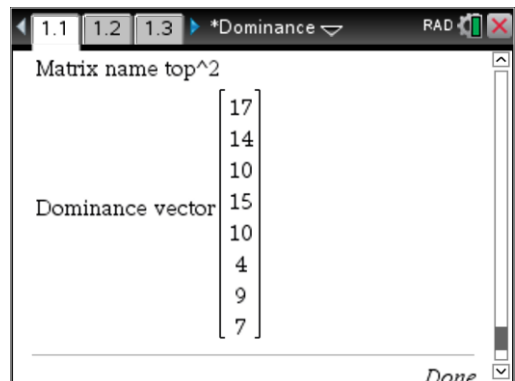 1.1 1.2 1.3 *Dominance RAD
Matrix name top^2
17
14
10
Dominance vector 15
10
4
9
7
Done